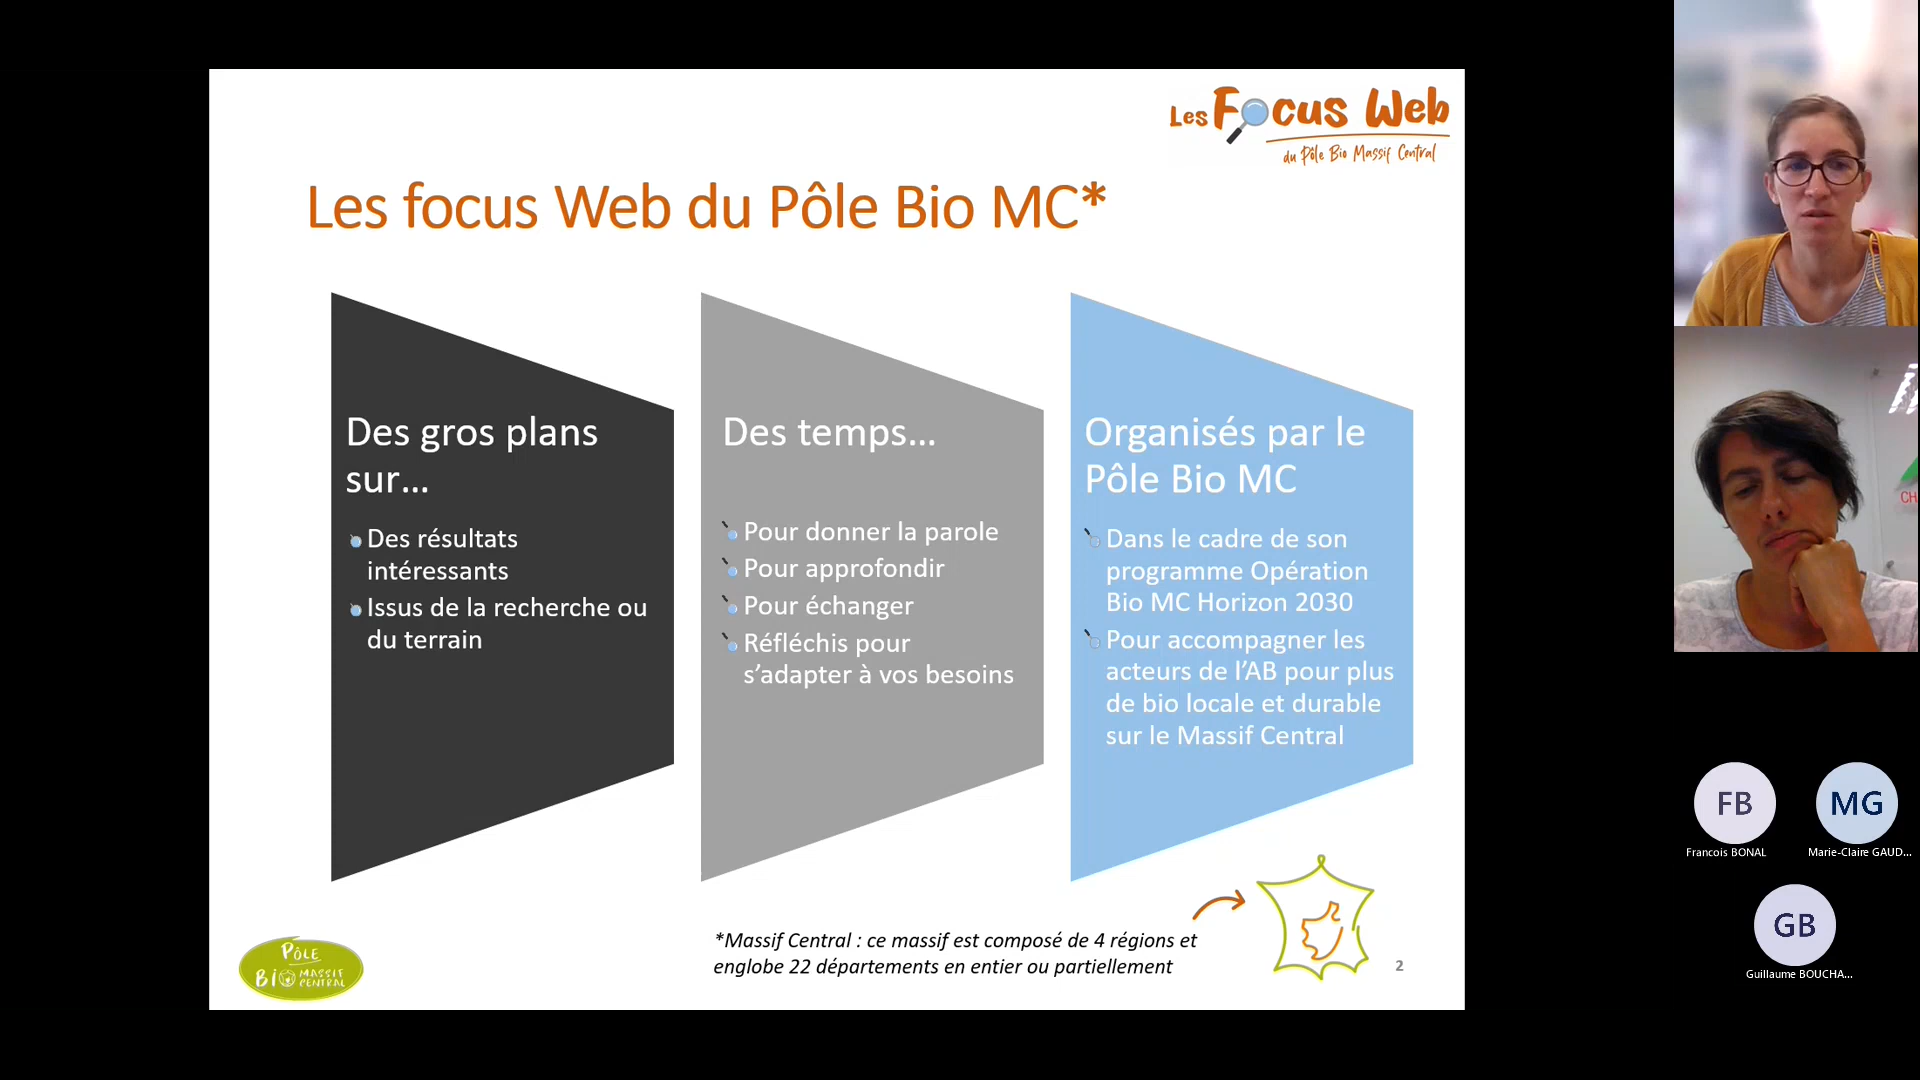 Les Focus Web
du Pôle Bio Massif Central
Les focus Web du Pôle Bio MC*
Des gros plans
sur…
Des résultats
intéressants
Issus de la recherche ou
du terrain
Des temps…
Pour donner la parole
Pour approfondir
Pour échanger
Réfléchis pour
s’adapter à vos besoins
Organisés par le
Pôle Bio MC
Dans le cadre de son
programme Opération
Bio MC Horizon 2030
Pour accompagner les
acteurs de l’AB pour plus
de bio locale et durable
sur le Massif Central
*Massif Central : ce massif est composé de 4 régions et
englobe 22 départements en entier ou partiellement
2
PÔLE
BIO MASSIF
CENTRAL
CH
FB
Francois BONAL
MG
Marie-Claire GAUD...
GB
Guillaume BOUCHA...